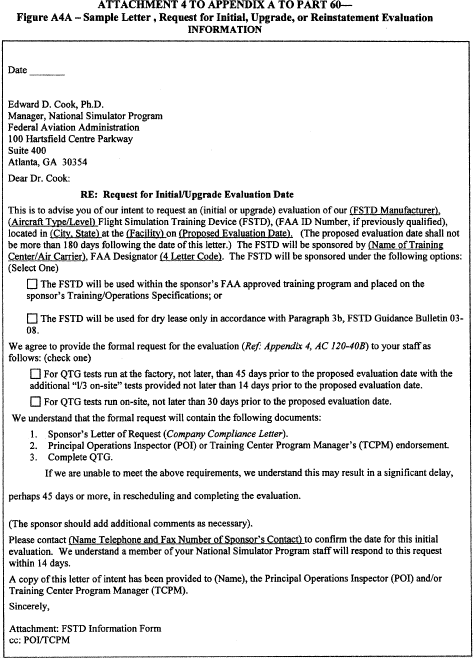 ATTACHMENT 4 TO APPENDIX A TO PART 60—
Figure A4A – Sample Letter , Request for Initial, Upgrade, or Reinstatement Evaluation
INFORMATION
Date _______
Edward D. Cook, Ph.D.
Manager, National Simulator Program
Federal Aviation Administration
100 Hartsfield Centre Parkway
Suite 400
Atlanta, GA 30354
Dear Dr. Cook:
RE: Request for Initial/Upgrade Evaluation Date
This is to advise you of our intent to request an (initial or upgrade) evaluation of our (FSTD Manufacturer),
(Aircraft Type/Level) Flight Simulation Training Device (FSTD), (FAA ID Number, if previously qualified),
located in (City, State) at the (Facility) on (Proposed Evaluation Date). (The proposed evaluation date shall not
be more than 180 days following the date of this letter.) The FSTD will be sponsored by (Name of Training
Center/Air Carrier), FAA Designator (4 Letter Code). The FSTD will be sponsored under the following options:
(Select One)
☐ The FSTD will be used within the sponsor's FAA approved training program and placed on the
sponsor's Training/Operations Specifications; or
☐ The FSTD will be used for dry lease only in accordance with Paragraph 3b, FSTD Guidance Bulletin 03-
08.
We agree to provide the formal request for the evaluation (Ref: Appendix 4, AC 120-40B) to your staff as
follows: (check one)
☐ For QTG tests run at the factory, not later, than 45 days prior to the proposed evaluation date with the
additional "1/3 on-site" tests provided not later than 14 days prior to the proposed evaluation date.
☐ For QTG tests run on-site, not later than 30 days prior to the proposed evaluation date.
We understand that the formal request will contain the following documents:
1. Sponsor's Letter of Request (Company Compliance Letter).
2. Principal Operations Inspector (POI) or Training Center Program Manager's (TCPM) endorsement.
3. Complete QTG.
If we are unable to meet the above requirements, we understand this may result in a significant delay,
perhaps 45 days or more, in rescheduling and completing the evaluation.
(The sponsor should add additional comments as necessary).
Please contact (Name Telephone and Fax Number of Sponsor's Contact) to confirm the date for this initial
evaluation. We understand a member of your National Simulator Program staff will respond to this request
within 14 days.
A copy of this letter of intent has been provided to (Name), the Principal Operations Inspector (POI) and/or
Training Center Program Manager (TCPM).
Sincerely,
Attachment: FSTD Information Form
cc: POI/TCPM